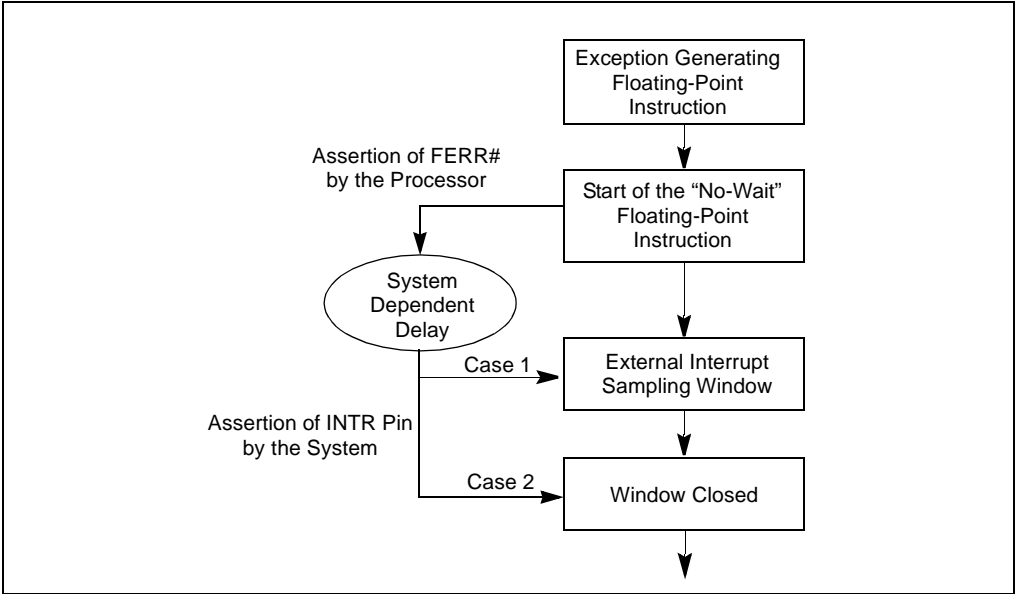 Exception Generating
Floating-Point
Instruction
Assertion of FERR#
by the Processor
Start of the “No-Wait”
Floating-Point
Instruction
System
Dependent
Delay
Case 1
External Interrupt
Sampling Window
Assertion of INTR Pin
by the System
Case 2
Window Closed